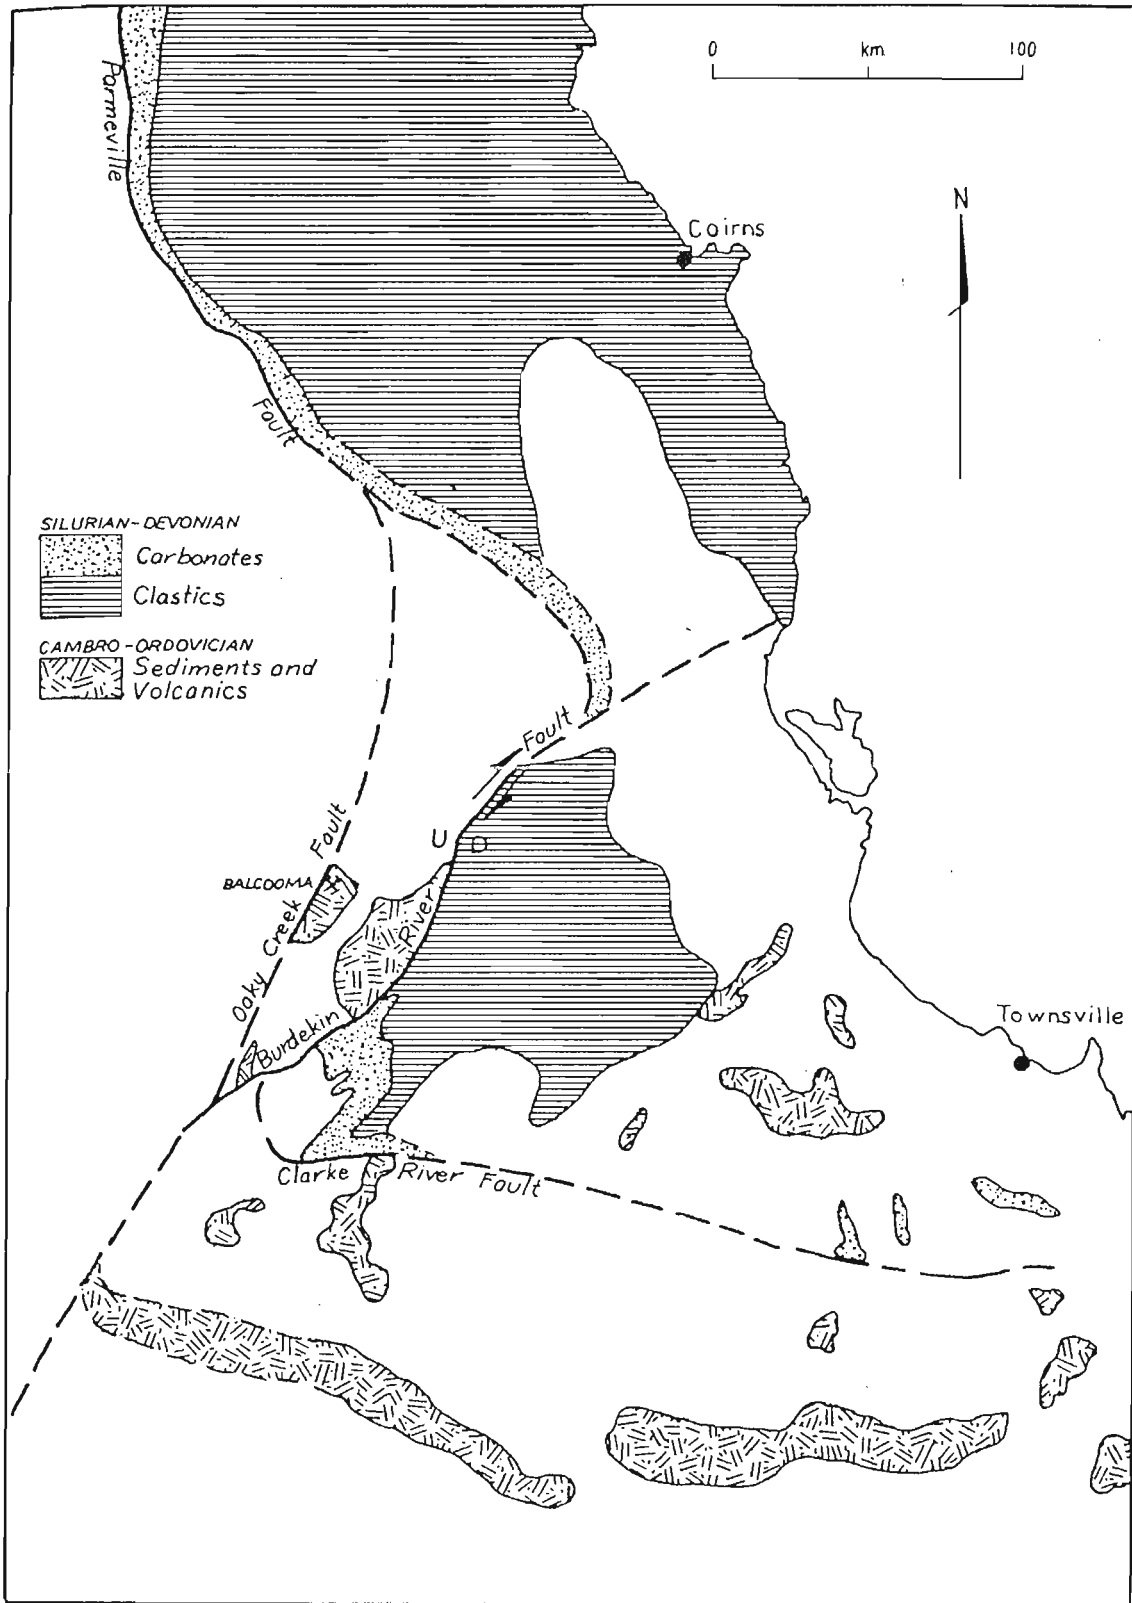 0 km 100
N
Parmeville
Fault
Cairns
SILURIAN-DEVONIAN
Carbonates
Clastics
CAMBRO-ORDOVICIAN
Sediments and
Volcanics
Fault
U D
BALCOOMA
Oaky Creek Fault
Burdekin River
Townsville
Clarke River Fault